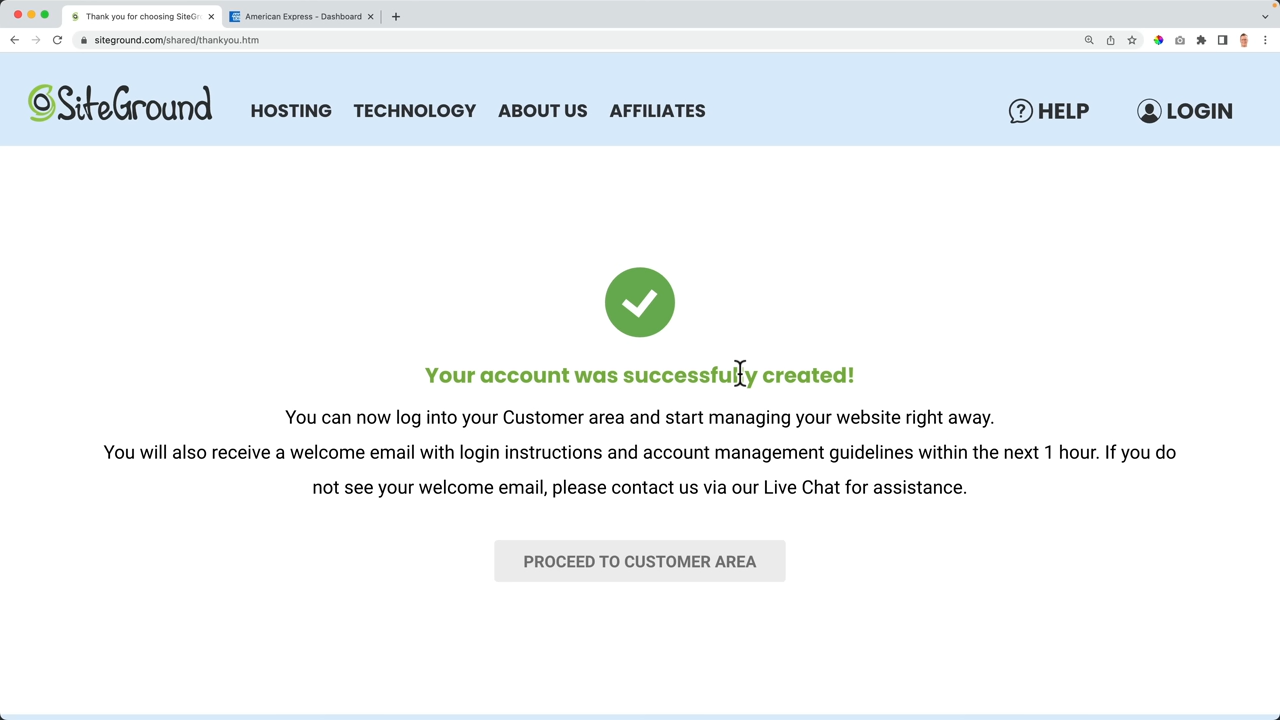 Thank you for choosing SiteGr
American Express - Dashboard
siteground.com/shared/thankyou.htm
SiteGround
HOSTING TECHNOLOGY ABOUT US AFFILIATES
HELP LOGIN
Your account was successfully created!
You can now log into your Customer area and start managing your website right away.
You will also receive a welcome email with login instructions and account management guidelines within the next 1 hour. If you do
not see your welcome email, please contact us via our Live Chat for assistance.
PROCEED TO CUSTOMER AREA